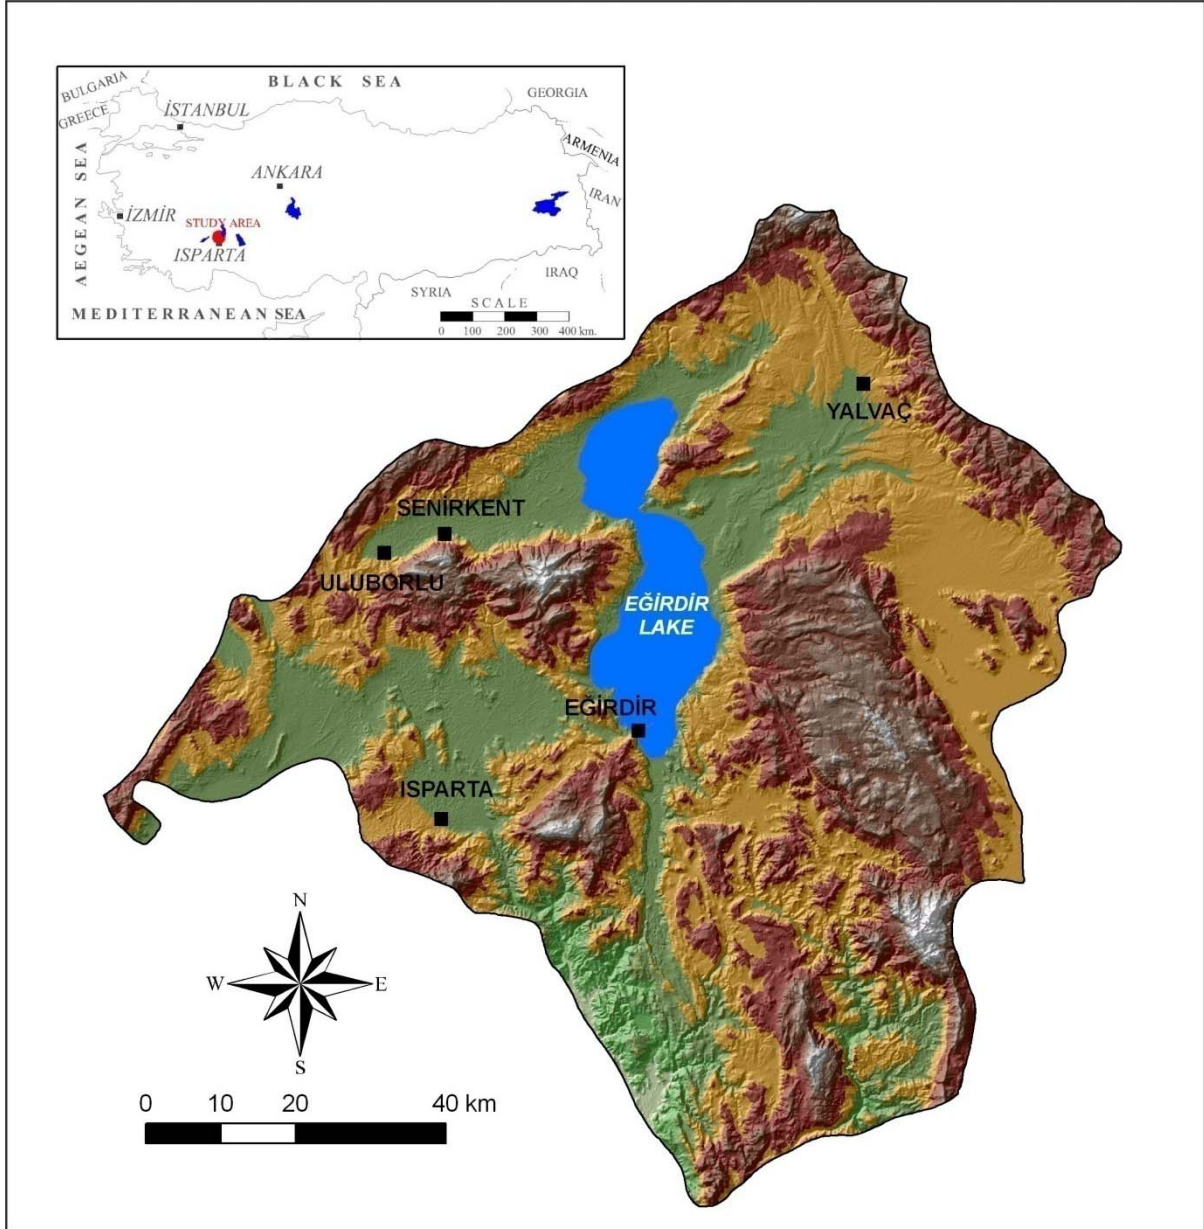 BLACK SEA
BULGARIA
GREECE
GEORGIA
İSTANBUL
ARMENIA
AEGEAN SEA
ANKARA
IRAN
İZMİR
STUDY AREA
ISPARTA
IRAQ
SYRIA
SCALE
MEDITERRANEAN SEA
0 100 200 300 400 km.
YALVAÇ
SENİRKENT
ULUBORLU
EĞİRDİR
LAKE
EĞİRDİR
ISPARTA
N
W E
S
0 10 20 40 km